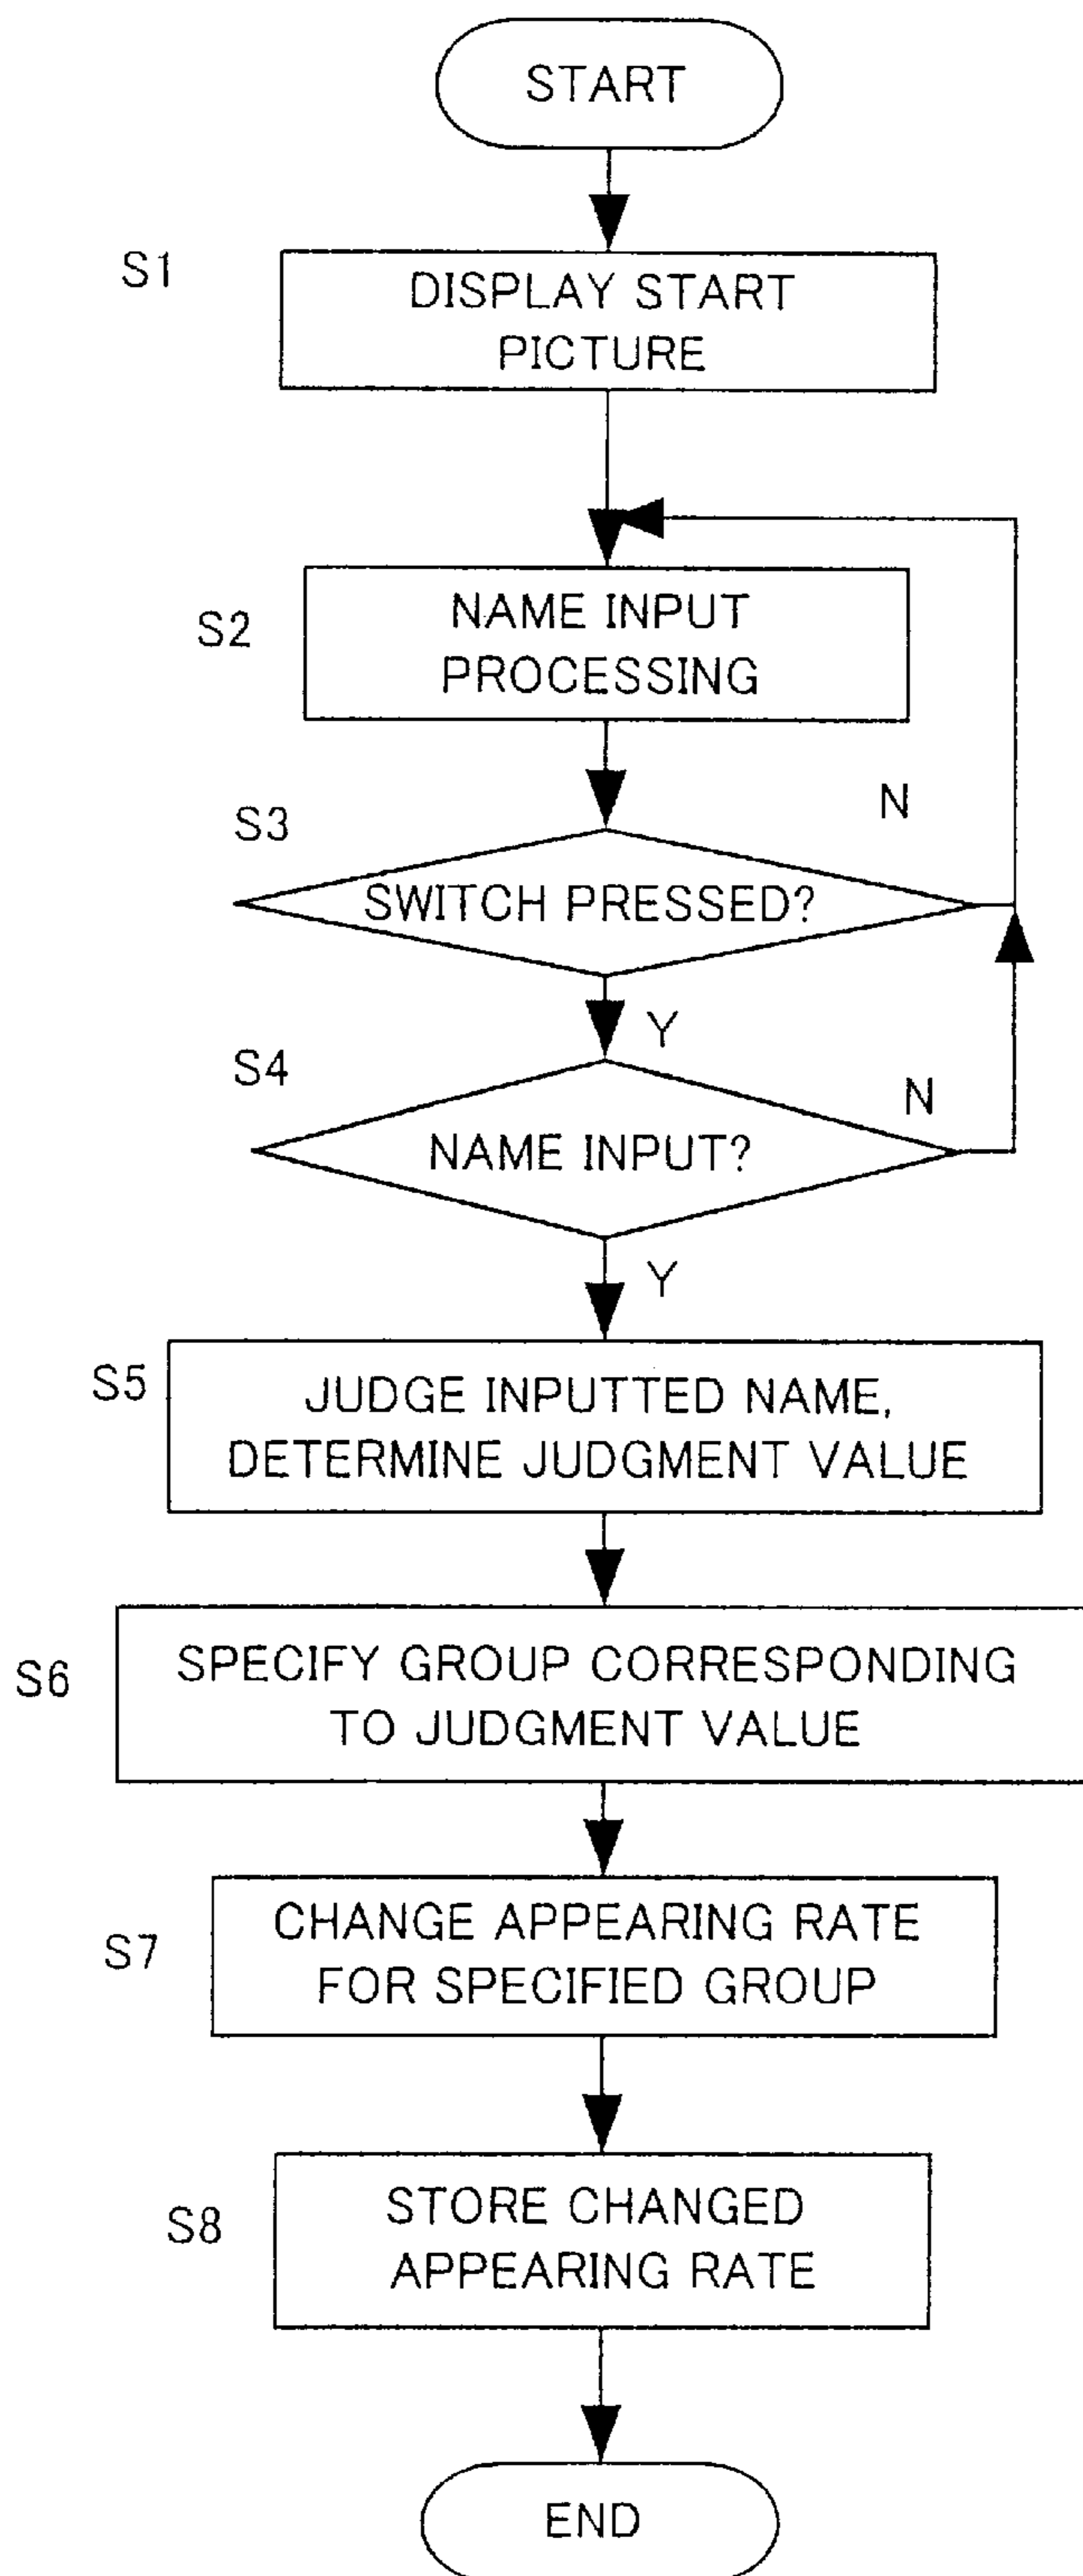 START
S1
DISPLAY START
PICTURE
S2
NAME INPUT
PROCESSING
S3
N
SWITCH PRESSED?
Y
S4
N
NAME INPUT?
Y
S5
JUDGE INPUTTED NAME,
DETERMINE JUDGMENT VALUE
S6
SPECIFY GROUP CORRESPONDING
TO JUDGMENT VALUE
S7
CHANGE APPEARING RATE
FOR SPECIFIED GROUP
S8
STORE CHANGED
APPEARING RATE
END